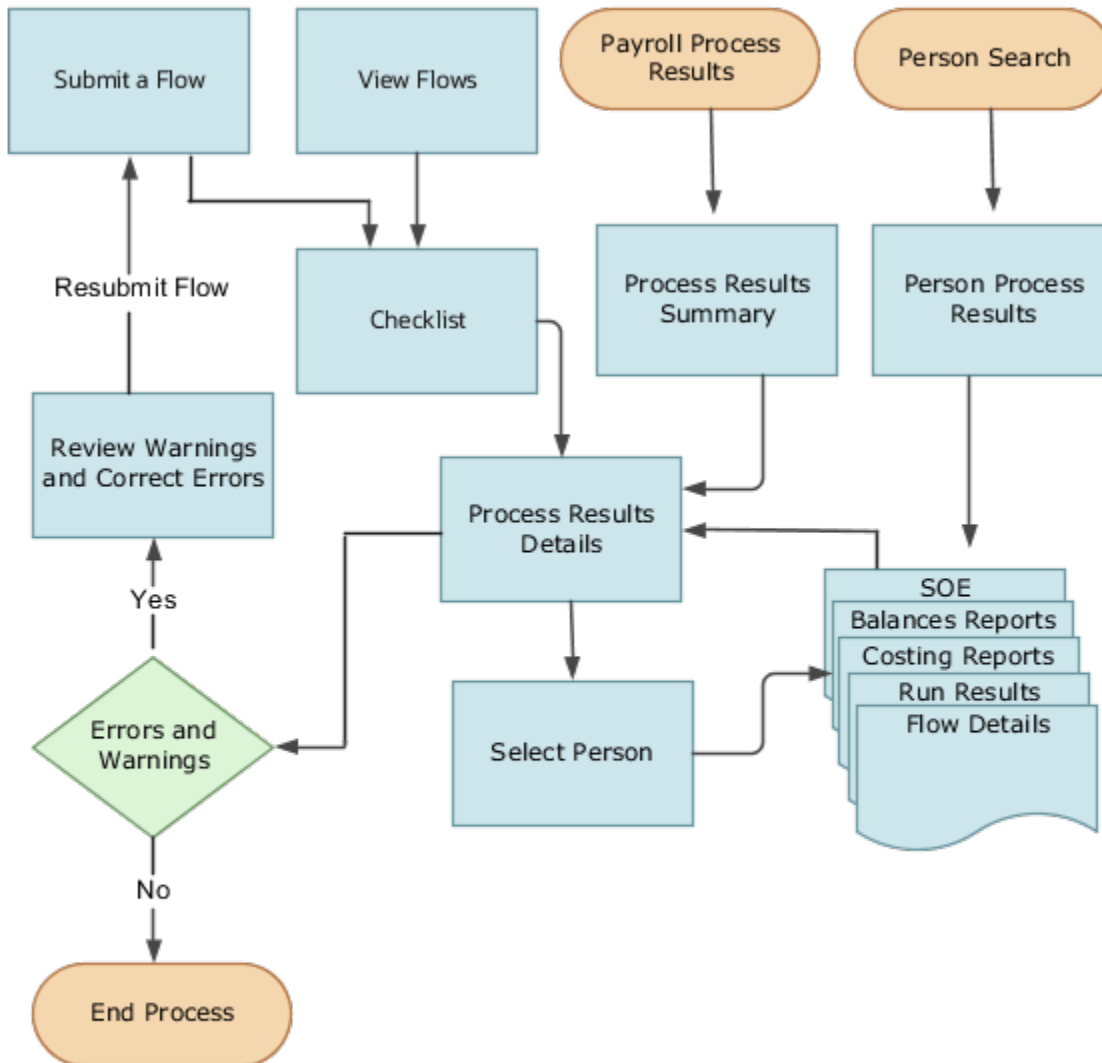 Submit a Flow
View Flows
Payroll Process
Results
Person Search
Resubmit Flow
Checklist
Process Results
Summary
Person Process
Results
Review Warnings
and Correct Errors
Process Results
Details
Yes
SOE
Balances Reports
Costing Reports
Run Results
Flow Details
Errors and
Warnings
Select Person
No
End Process